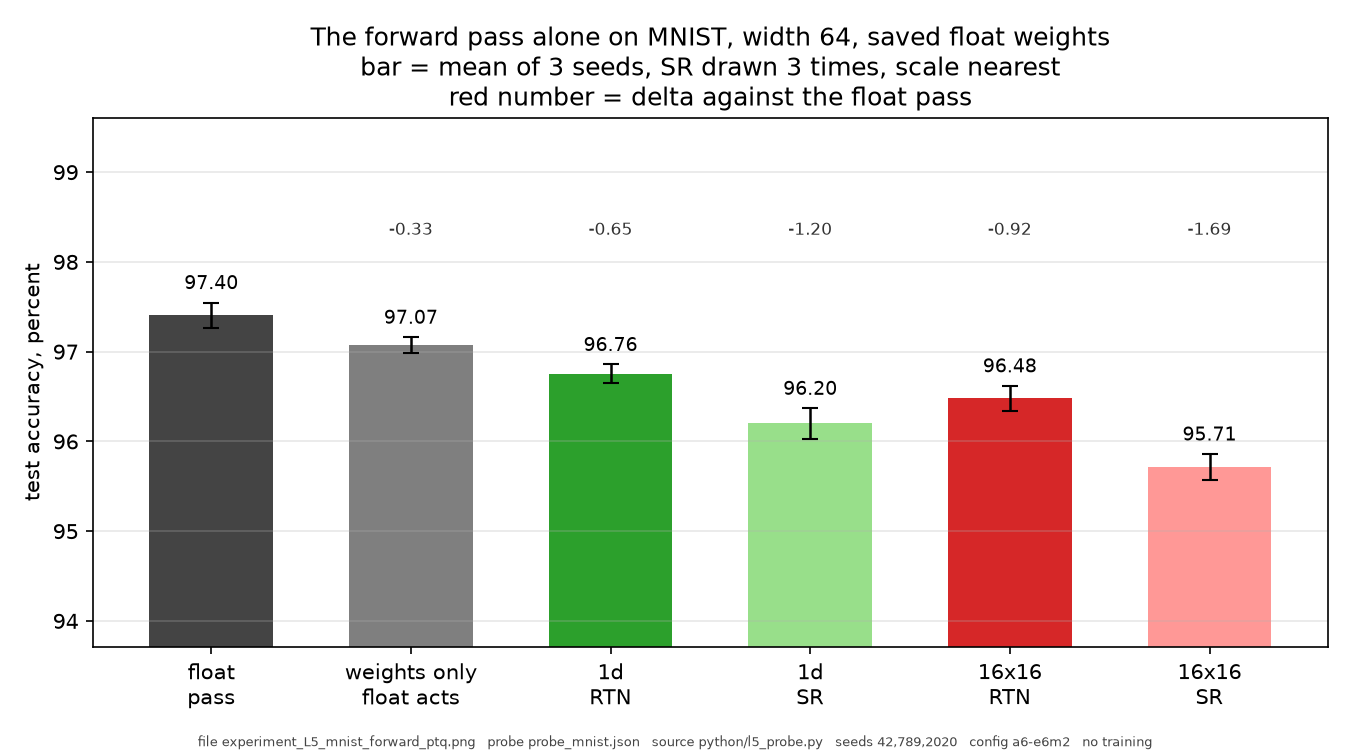 The forward pass alone on MNIST, width 64, saved float weights
bar = mean of 3 seeds, SR drawn 3 times, scale nearest
red number = delta against the float pass
test accuracy, percent
99
98
97
96
95
94
-0.33
-0.65
-1.20
-0.92
-1.69
97.40
97.07
96.76
96.20
96.48
95.71
float
pass
weights only
float acts
1d
RTN
1d
SR
16x16
RTN
16x16
SR
file experiment_L5_mnist_forward_ptq.png   probe probe_mnist.json   source python/l5_probe.py   seeds 42,789,2020   config a6-e6m2   no training